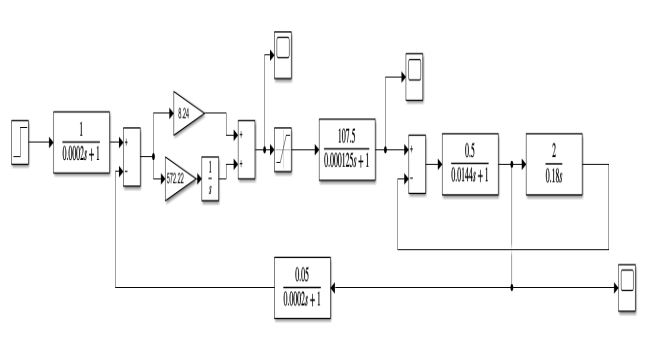 1
0.0002s + 1
+
-
8.24
572.22
1
s
+
+
107.5
0.000125s + 1
+
-
0.5
0.0144s + 1
2
0.18s
0.05
0.0002s + 1